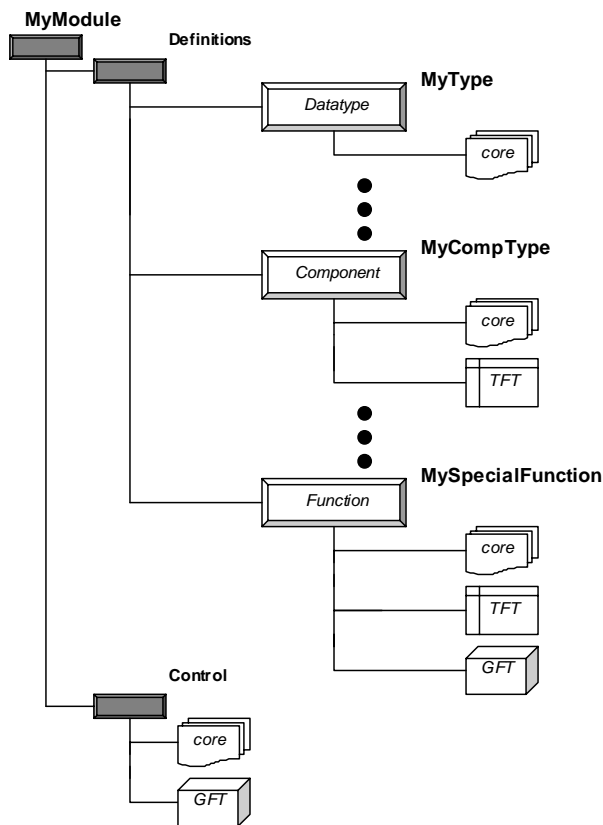 MyModule
Definitions
MyType
Datatype
core
MyCompType
Component
core
TFT
MySpecialFunction
Function
core
TFT
GFT
Control
core
GFT